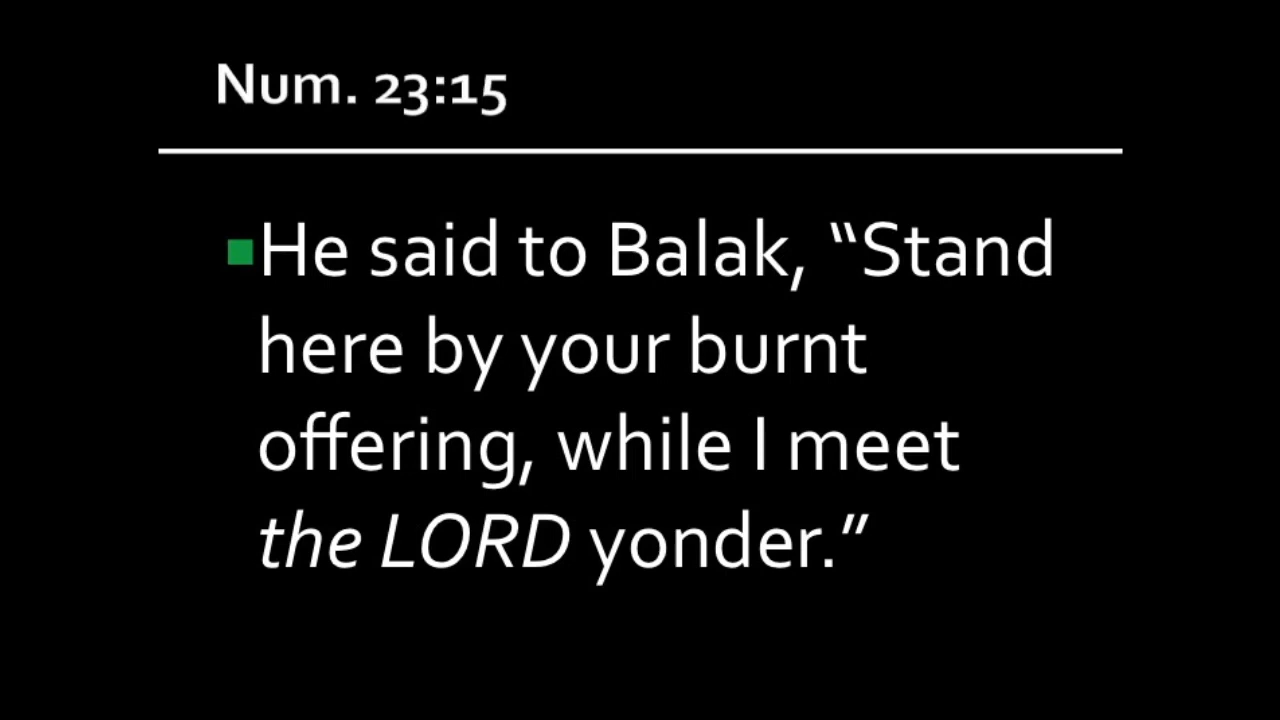 Num. 23:15
He said to Balak, “Stand
here by your burnt
offering, while I meet
the LORD yonder.”